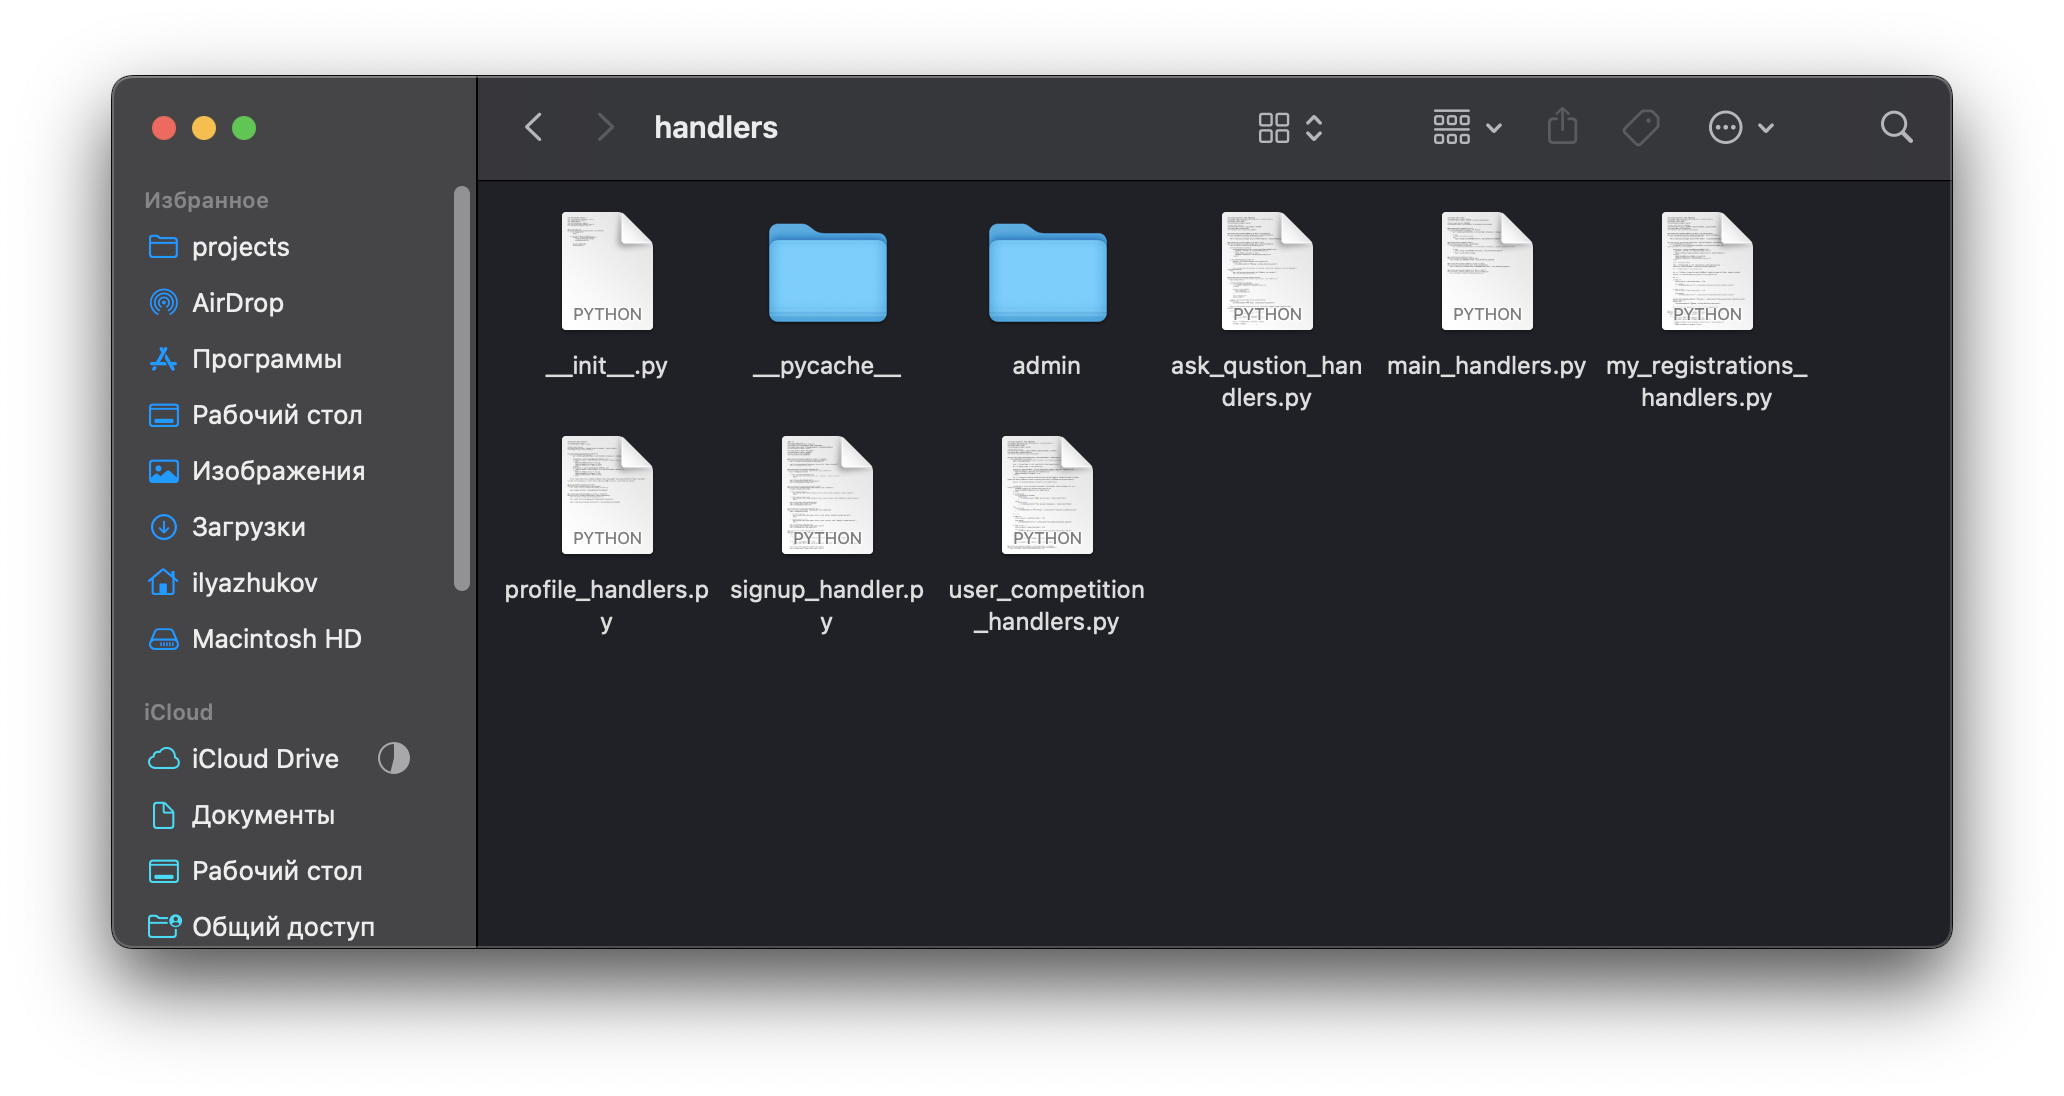 handlers
Избранное
projects
AirDrop
Программы
Рабочий стол
Изображения
Загрузки
ilyazhukov
Macintosh HD
iCloud
iCloud Drive
Документы
Рабочий стол
Общий доступ
PYTHON
__init__.py
__pycache__
admin
PYTHON
ask_qustion_han
dlers.py
PYTHON
main_handlers.py
PYTHON
my_registrations_
handlers.py
PYTHON
profile_handlers.p
y
PYTHON
signup_handler.p
y
PYTHON
user_competition
_handlers.py